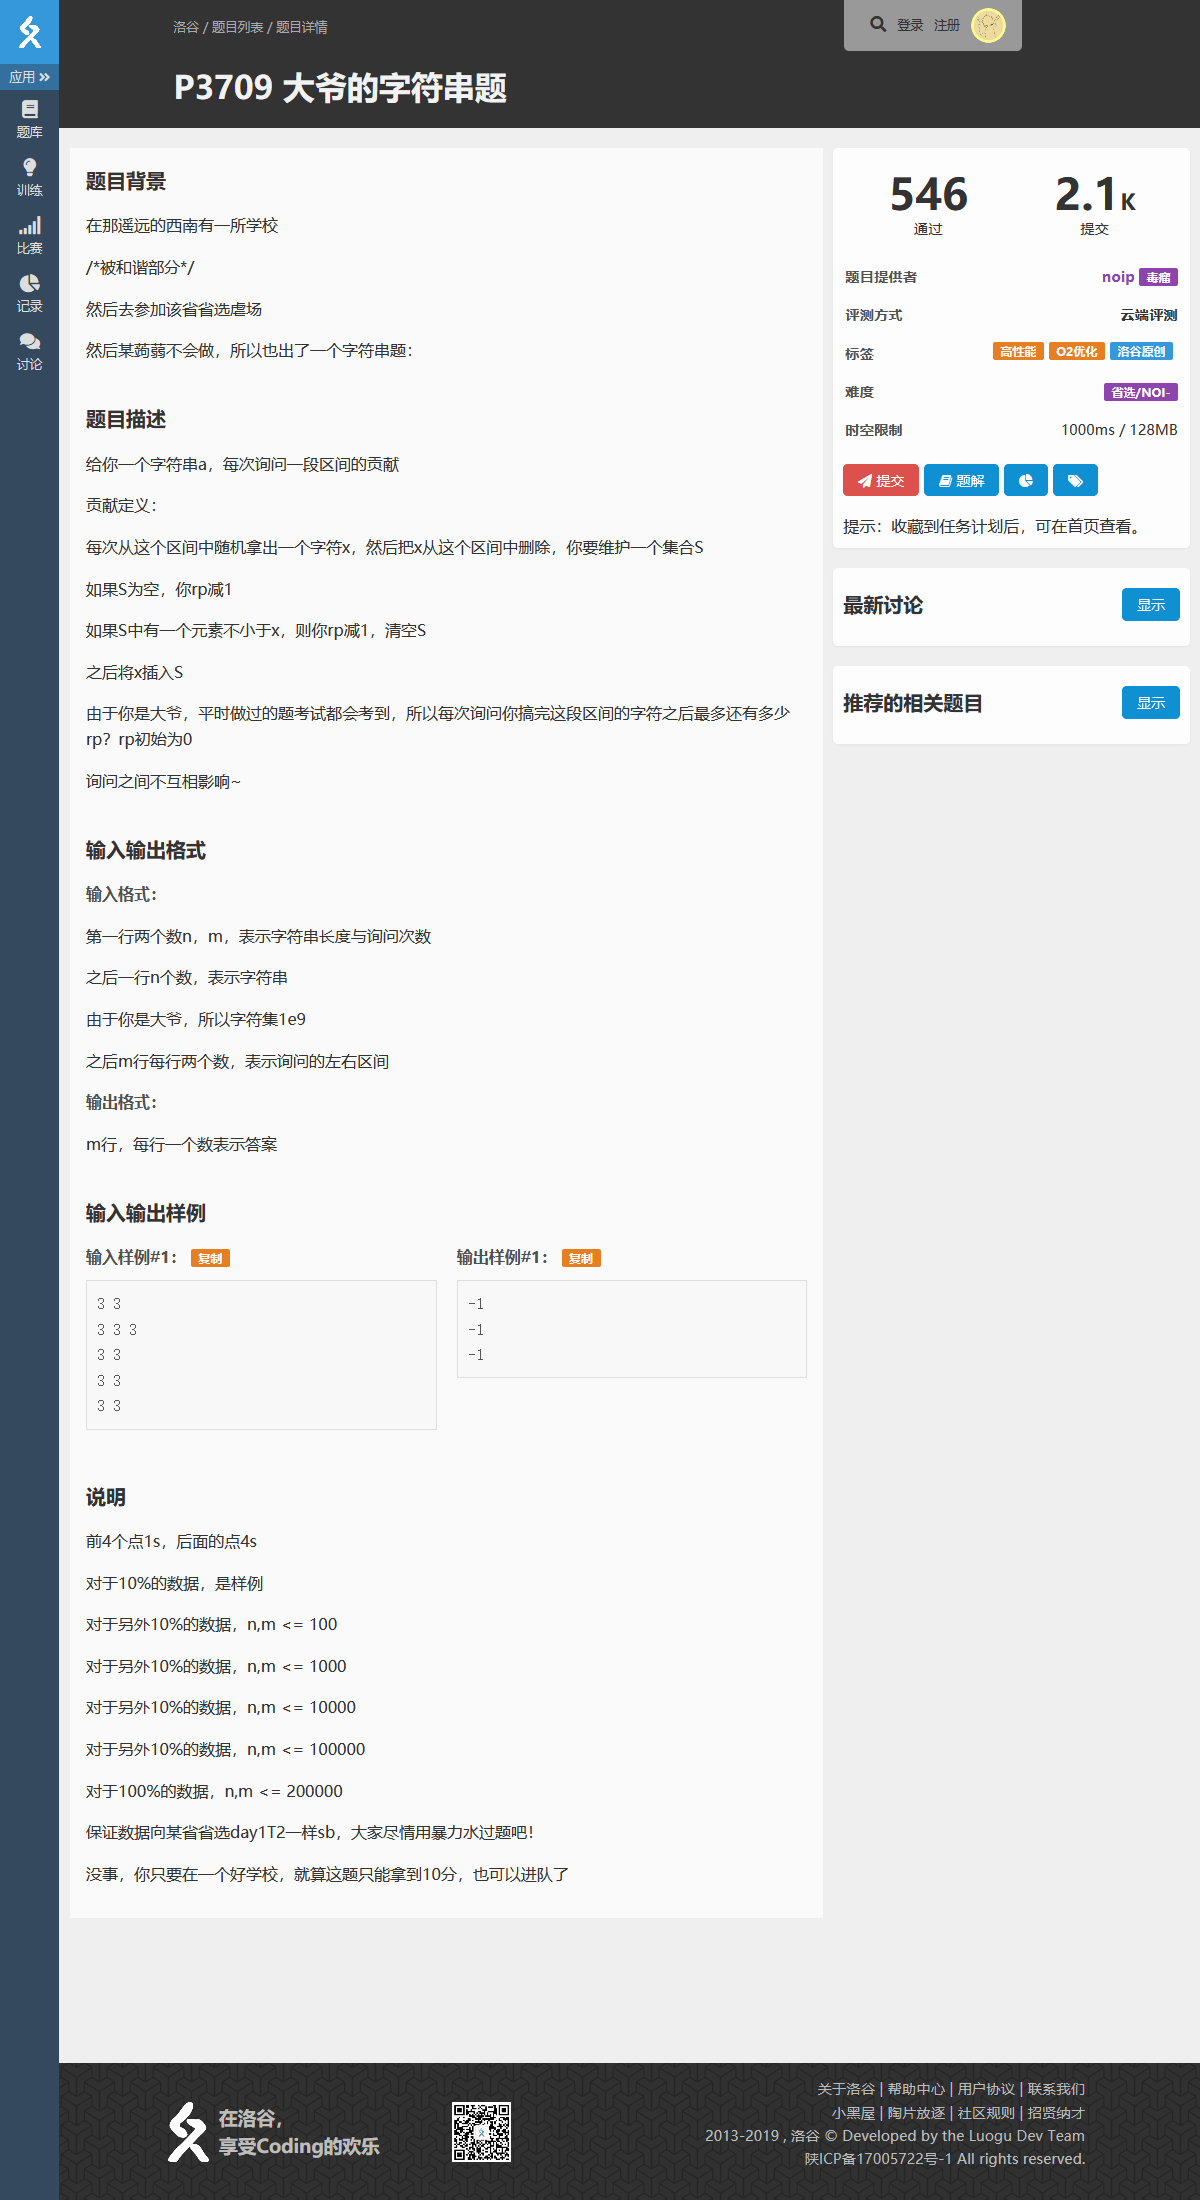 洛谷 / 题目列表 / 题目详情
登录 注册
P3709 大爷的字符串题
应用
题库
训练
比赛
记录
讨论
题目背景
在那遥远的西南有一所学校
/*被和谐部分*/
然后去参加该省省选虐场
然后某蒟蒻不会做，所以也出了一个字符串题：
题目描述
给你一个字符串a，每次询问一段区间的贡献
贡献定义：
每次从这个区间中随机拿出一个字符x，然后把x从这个区间中删除，你要维护一个集合S
如果S为空，你rp减1
如果S中有一个元素不小于x，则你rp减1，清空S
之后将x插入S
由于你是大爷，平时做过的题考试都会考到，所以每次询问你搞完这段区间的字符之后最多还有多少
rp？rp初始为0
询问之间不互相影响~
输入输出格式
输入格式：
第一行两个数n，m，表示字符串长度与询问次数
之后一行n个数，表示字符串
由于你是大爷，所以字符集1e9
之后m行每行两个数，表示询问的左右区间
输出格式：
m行，每行一个数表示答案
输入输出样例
输入样例#1： 复制
3 3
3 3 3
3 3
3 3
3 3
输出样例#1： 复制
-1
-1
-1
说明
前4个点1s，后面的点4s
对于10%的数据，是样例
对于另外10%的数据，n,m <= 100
对于另外10%的数据，n,m <= 1000
对于另外10%的数据，n,m <= 10000
对于另外10%的数据，n,m <= 100000
对于100%的数据，n,m <= 200000
保证数据向某省省选day1T2一样sb，大家尽情用暴力水过题吧！
没事，你只要在一个好学校，就算这题只能拿到10分，也可以进队了
546 2.1K
通过 提交
题目提供者 noip 毒瘤
评测方式 云端评测
标签 高性能 O2优化 洛谷原创
难度 省选/NOI-
时空限制 1000ms / 128MB
提交 题解
提示：收藏到任务计划后，可在首页查看。
最新讨论 显示
推荐的相关题目 显示
在洛谷，
享受Coding的欢乐
关于洛谷 | 帮助中心 | 用户协议 | 联系我们
小黑屋 | 陶片放逐 | 社区规则 | 招贤纳才
2013-2019 , 洛谷 © Developed by the Luogu Dev Team
陕ICP备17005722号-1 All rights reserved.